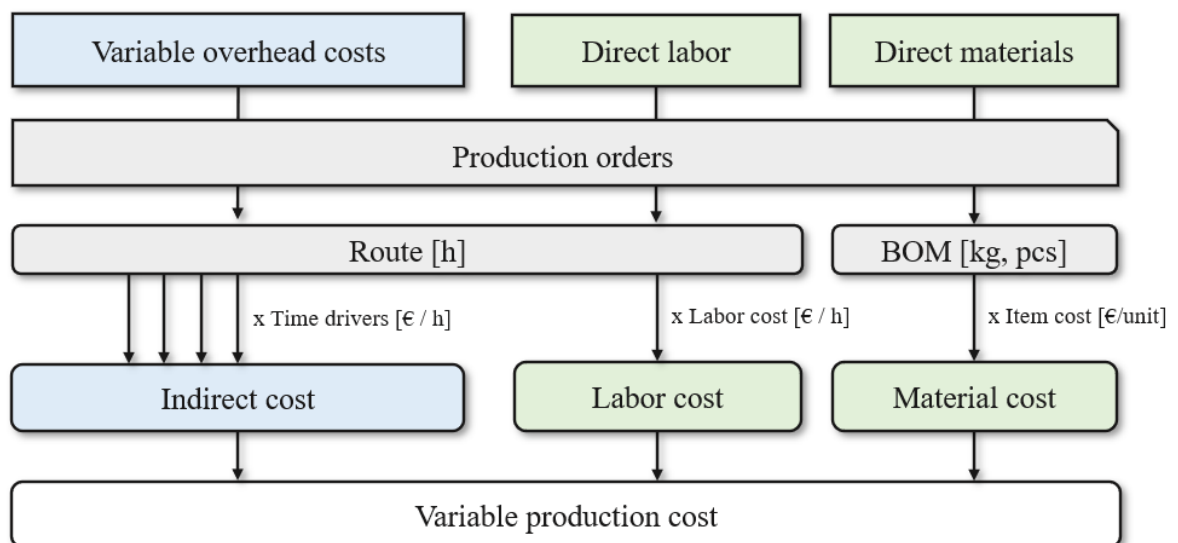 Variable overhead costs
Direct labor
Direct materials
Production orders
Route [h]
BOM [kg, pcs]
x Time drivers [€ / h]
x Labor cost [€ / h]
x Item cost [€/unit]
Indirect cost
Labor cost
Material cost
Variable production cost